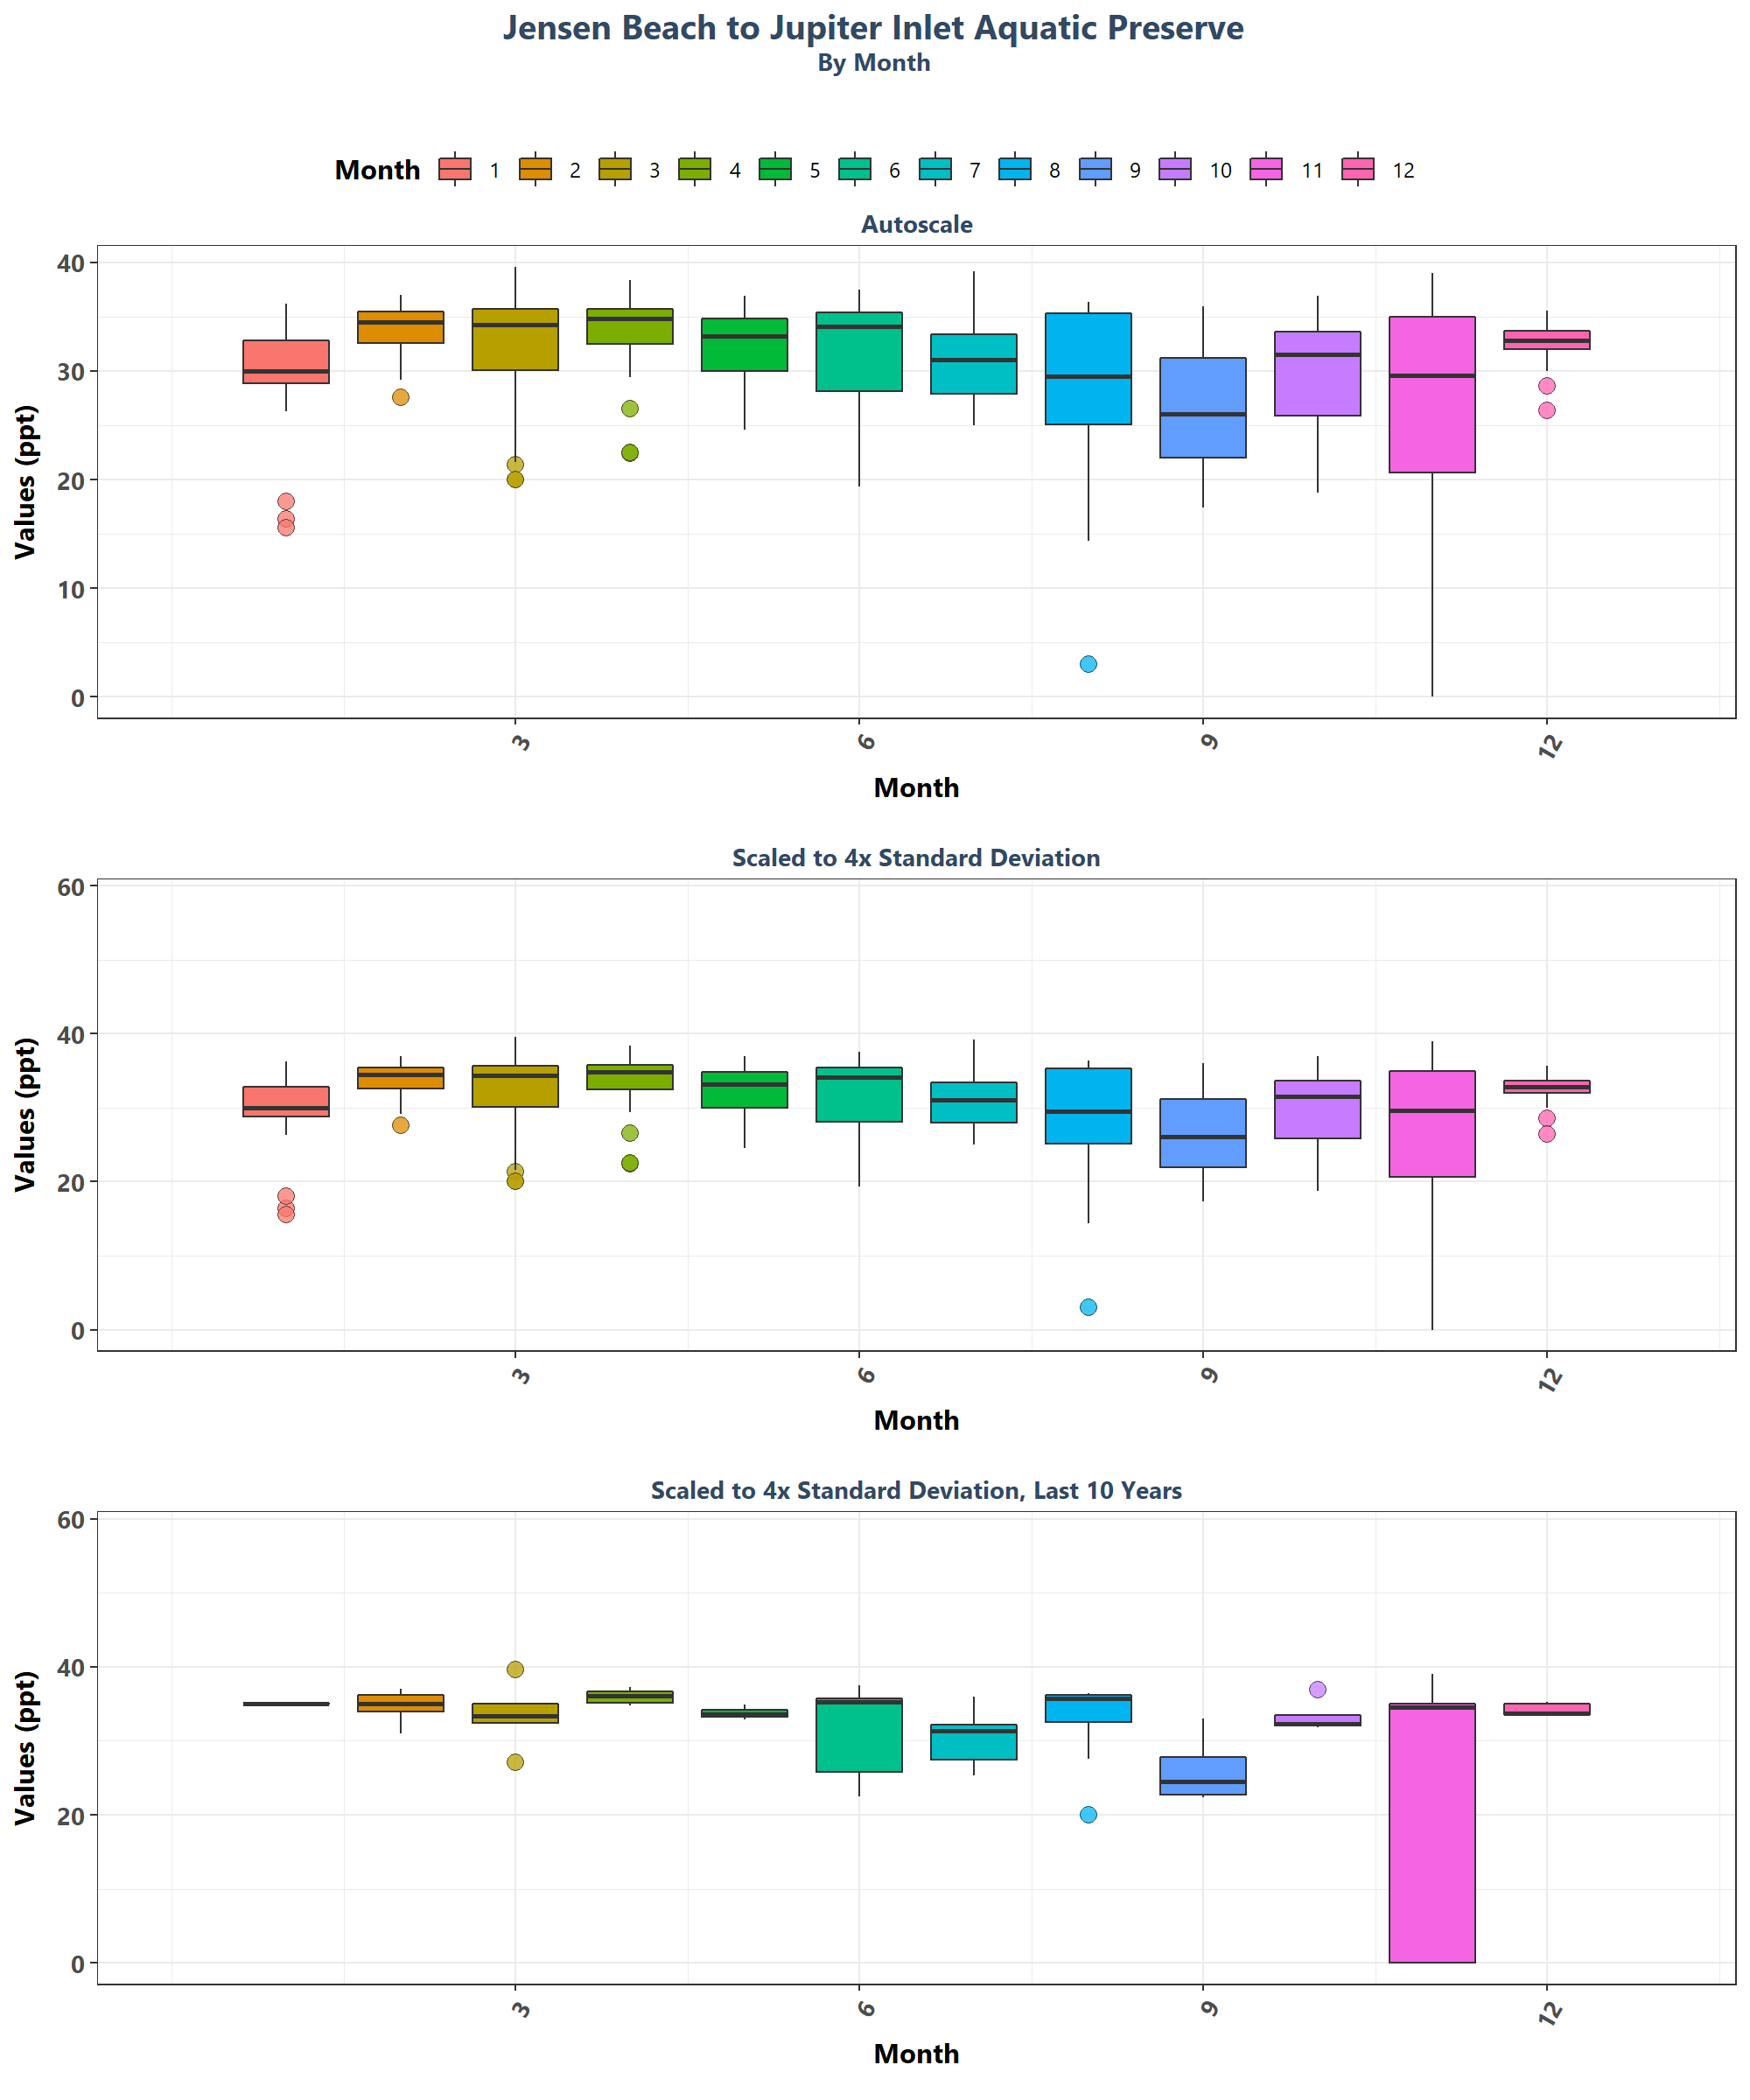 Jensen Beach to Jupiter Inlet Aquatic Preserve
By Month
Month 1 2 3 4 5 6 7 8 9 10 11 12
Autoscale
Values (ppt)
40
30
20
10
0
3 6 9 12
Month
Scaled to 4x Standard Deviation
Values (ppt)
60
40
20
0
3 6 9 12
Month
Scaled to 4x Standard Deviation, Last 10 Years
Values (ppt)
60
40
20
0
3 6 9 12
Month